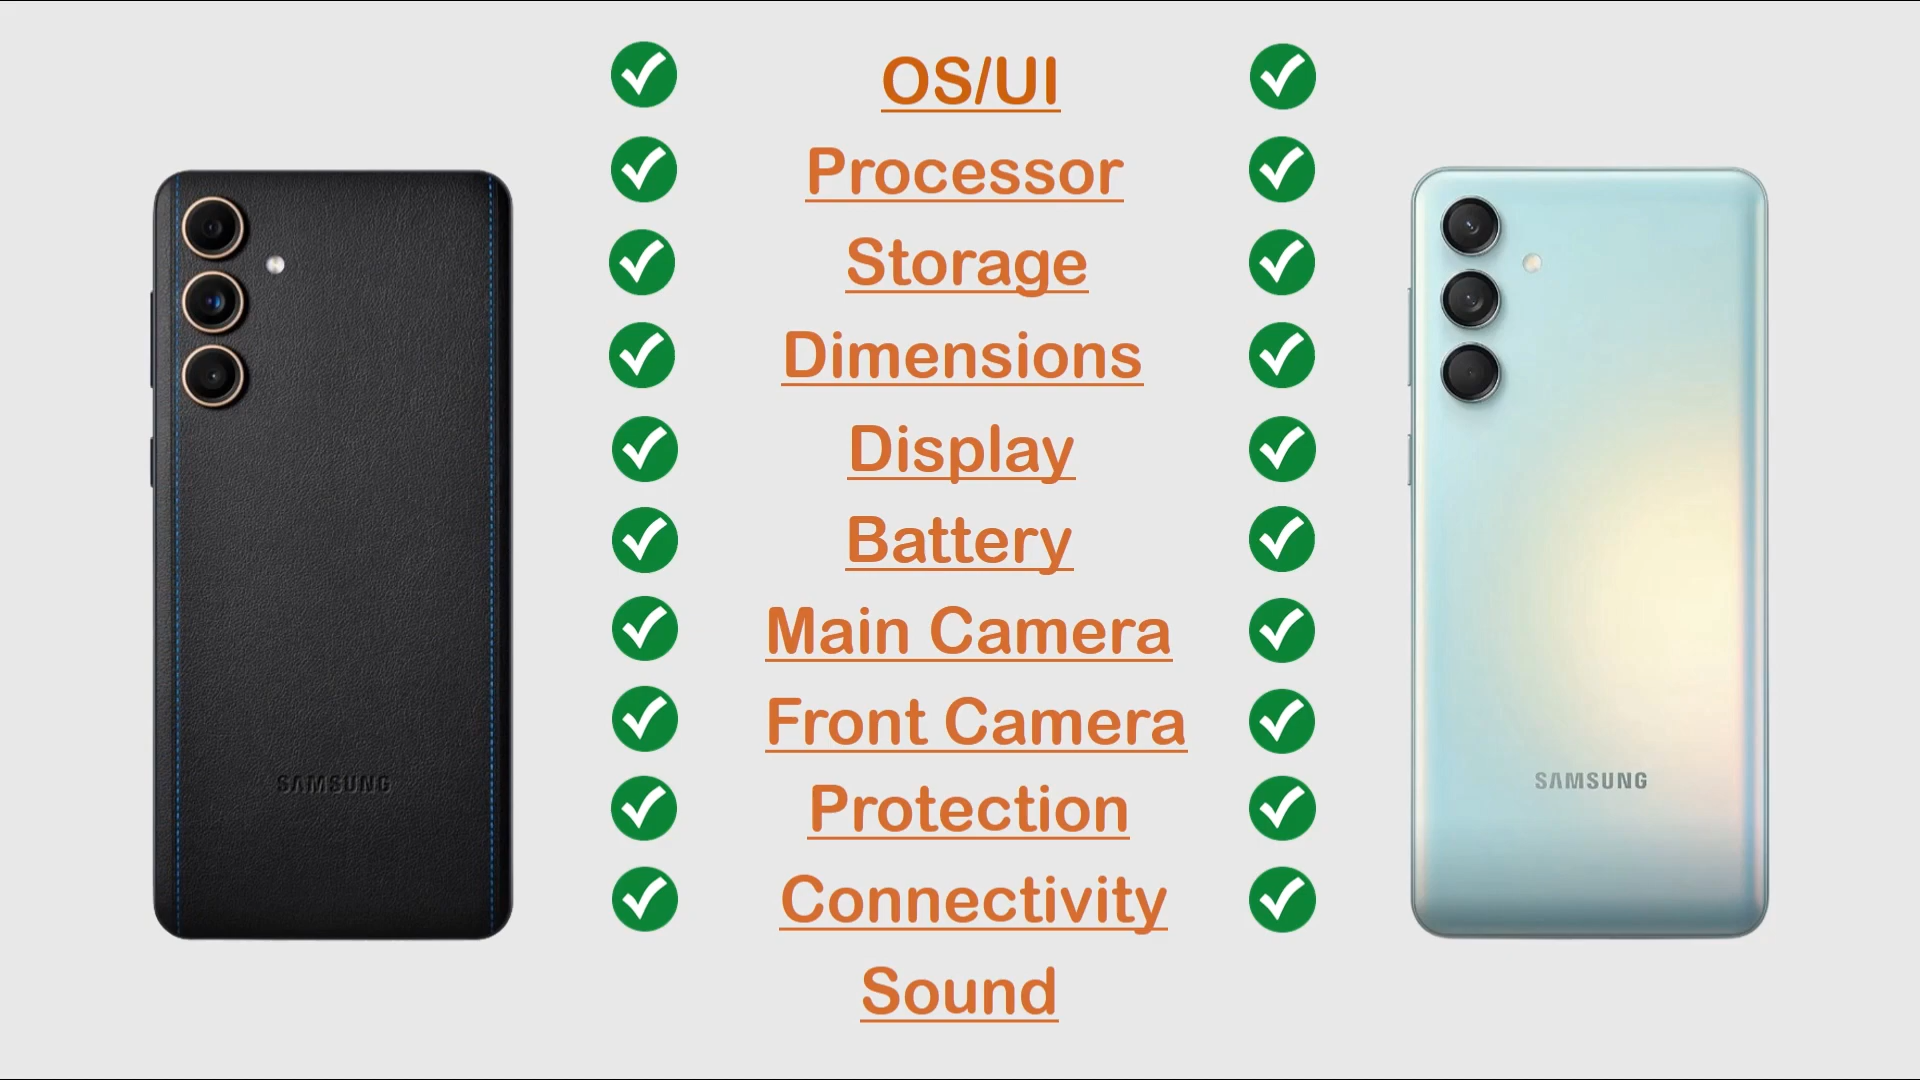 OS/UI
Processor
Storage
Dimensions
Display
Battery
Main Camera
Front Camera
SAMSUNG
SAMSUNG
Protection
Connectivity
Sound